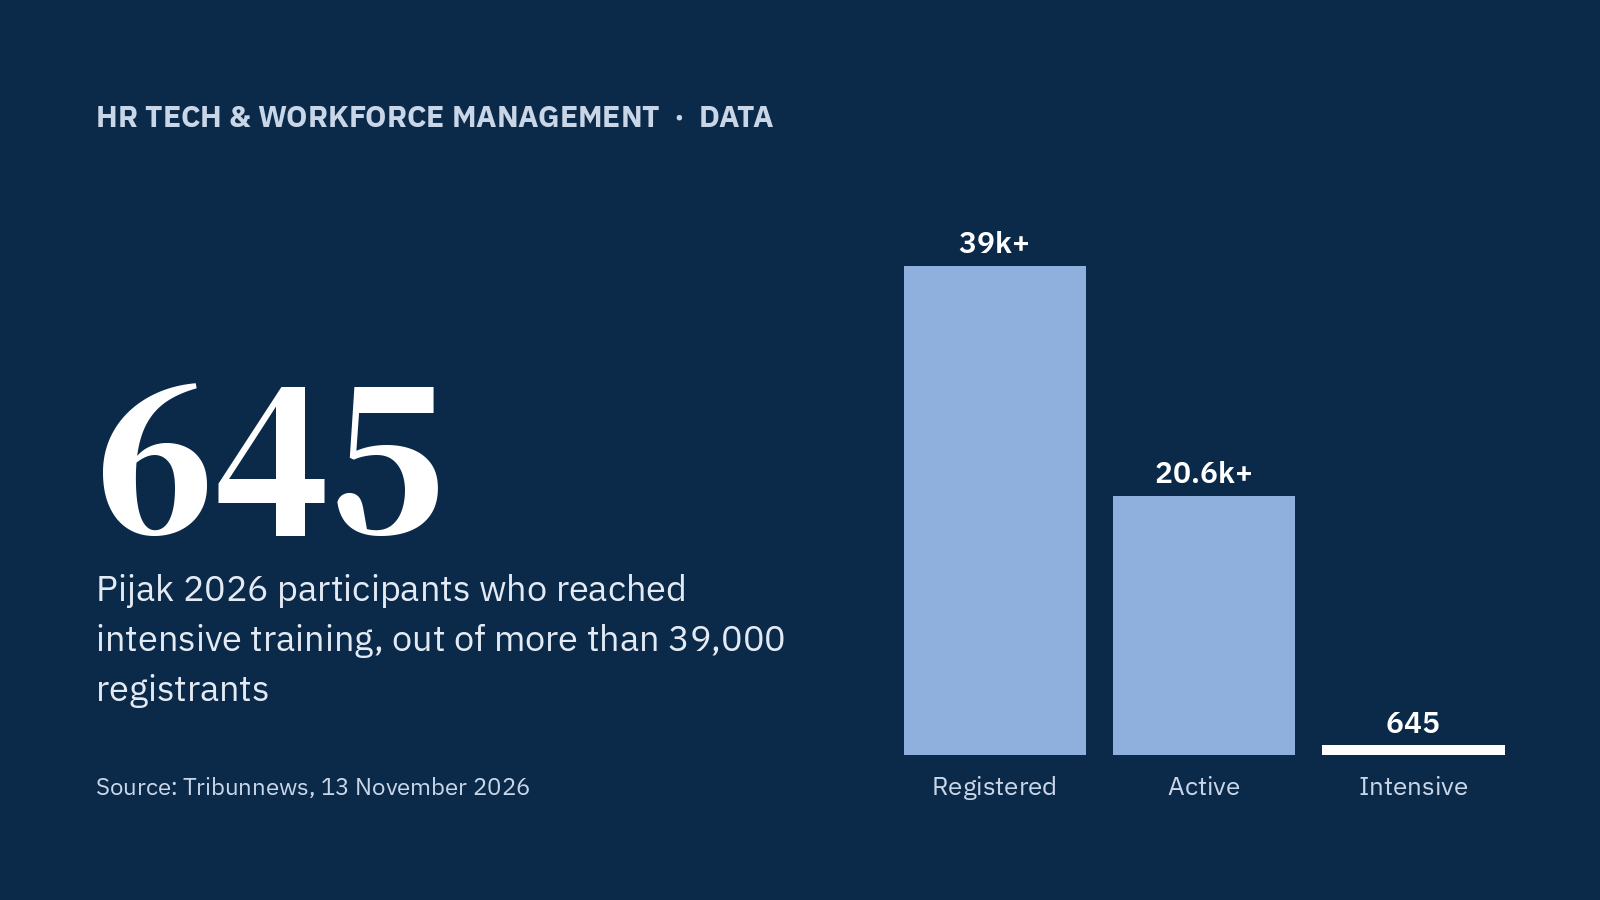 HR TECH & WORKFORCE MANAGEMENT · DATA
645
Pijak 2026 participants who reached
intensive training, out of more than 39,000
registrants
Source: Tribunnews, 13 November 2026
39k+
20.6k+
645
Registered
Active
Intensive